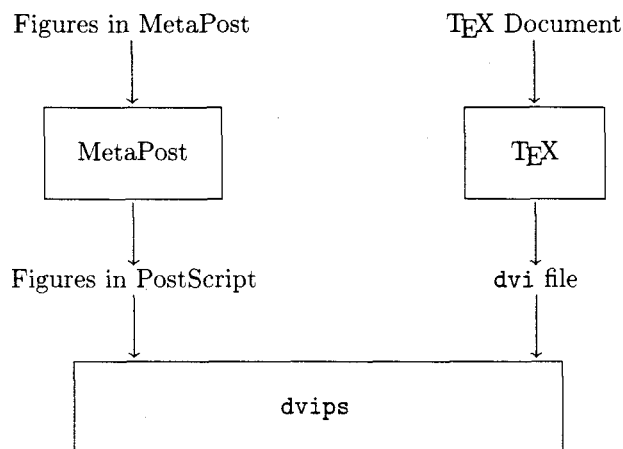 Figures in MetaPost
TEX Document
MetaPost
TEX
Figures in PostScript
dvi file
dvips